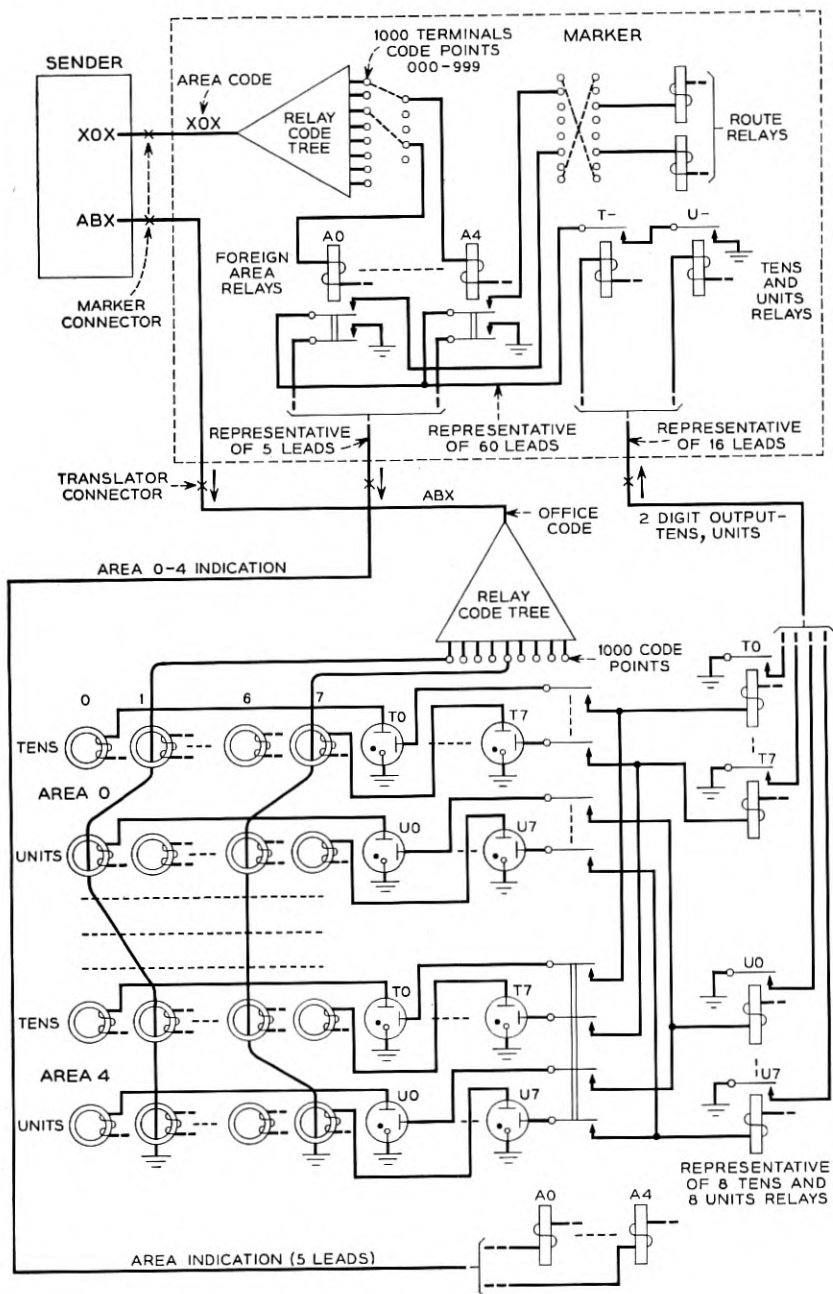 SENDER
XOX
ABX
MARKER
CONNECTOR
AREA CODE
XOX
RELAY
CODE TREE
1000 TERMINALS
CODE POINTS
000-999
MARKER
ROUTE
RELAYS
FOREIGN
AREA
RELAYS
A0
A4
T-
U-
TENS
AND
UNITS
RELAYS
REPRESENTATIVE
OF 5 LEADS
REPRESENTATIVE
OF 60 LEADS
REPRESENTATIVE
OF 16 LEADS
TRANSLATOR
CONNECTOR
ABX
OFFICE
CODE
2 DIGIT OUTPUT-
TENS, UNITS
AREA 0-4 INDICATION
RELAY
CODE TREE
1000 CODE
POINTS
0
1
6
7
TENS
T0
T7
AREA 0
UNITS
U0
U7
TENS
T0
T7
AREA 4
UNITS
U0
U7
T0
T7
U0
U7
REPRESENTATIVE
OF 8 TENS AND
8 UNITS RELAYS
A0
A4
AREA INDICATION (5 LEADS)